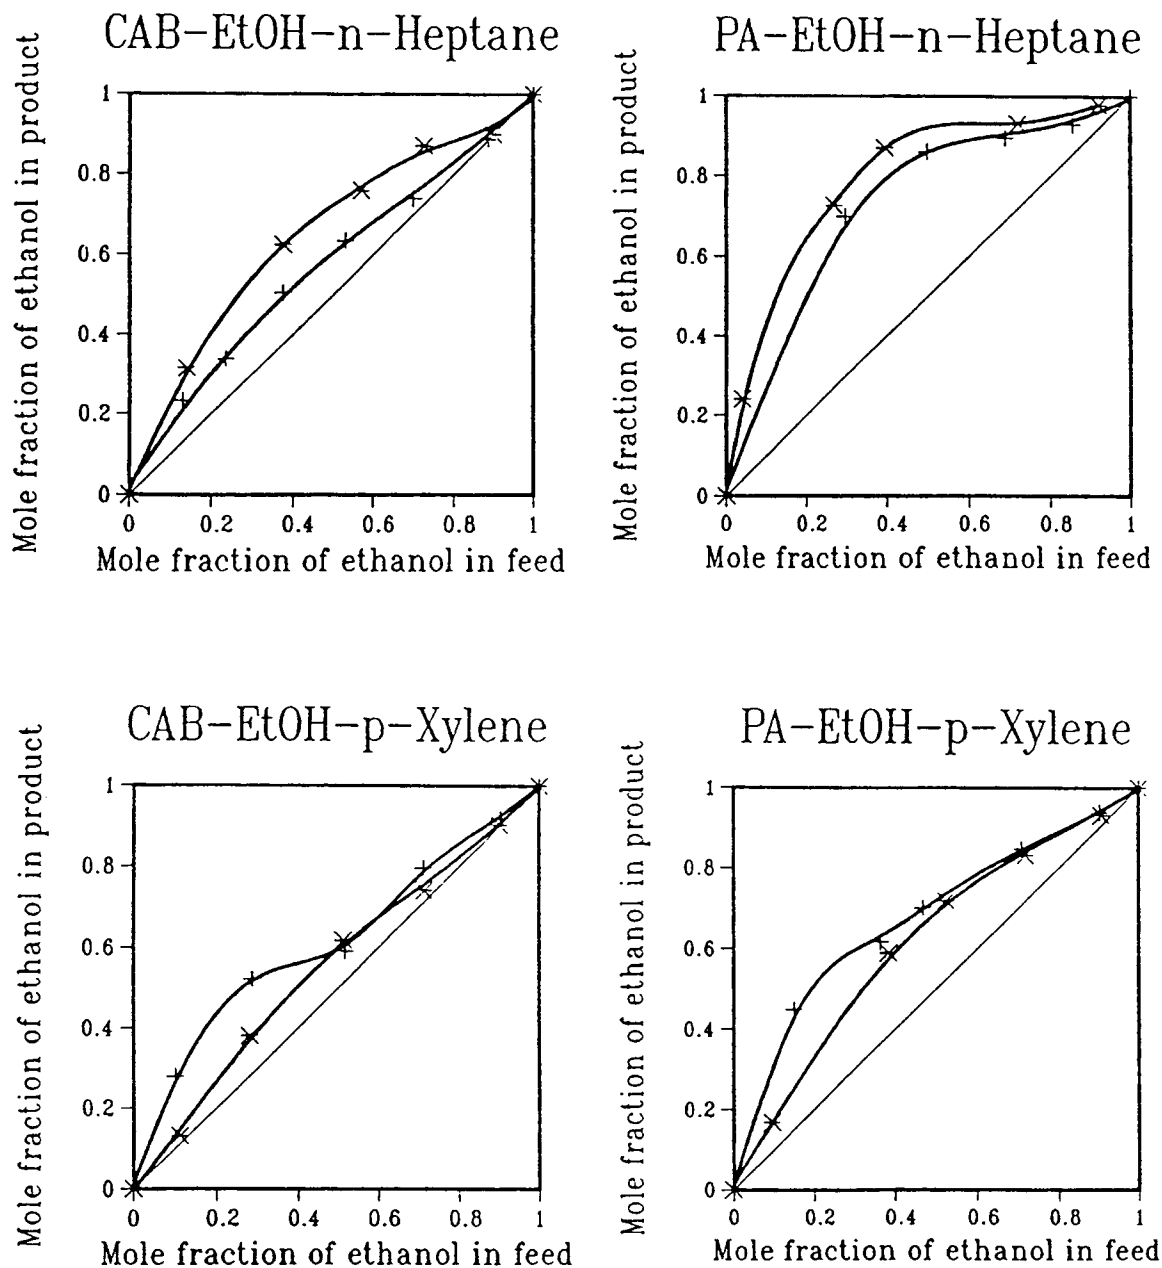 CAB-EtOH-n-Heptane
Mole fraction of ethanol in product
1
0.8
0.6
0.4
0.2
0
0 0.2 0.4 0.6 0.8 1
Mole fraction of ethanol in feed
PA-EtOH-n-Heptane
Mole fraction of ethanol in product
1
0.8
0.6
0.4
0.2
0
0 0.2 0.4 0.6 0.8 1
Mole fraction of ethanol in feed
CAB-EtOH-p-Xylene
Mole fraction of ethanol in product
1
0.8
0.6
0.4
0.2
0
0 0.2 0.4 0.6 0.8 1
Mole fraction of ethanol in feed
PA-EtOH-p-Xylene
Mole fraction of ethanol in product
1
0.8
0.6
0.4
0.2
0
0 0.2 0.4 0.6 0.8 1
Mole fraction of ethanol in feed